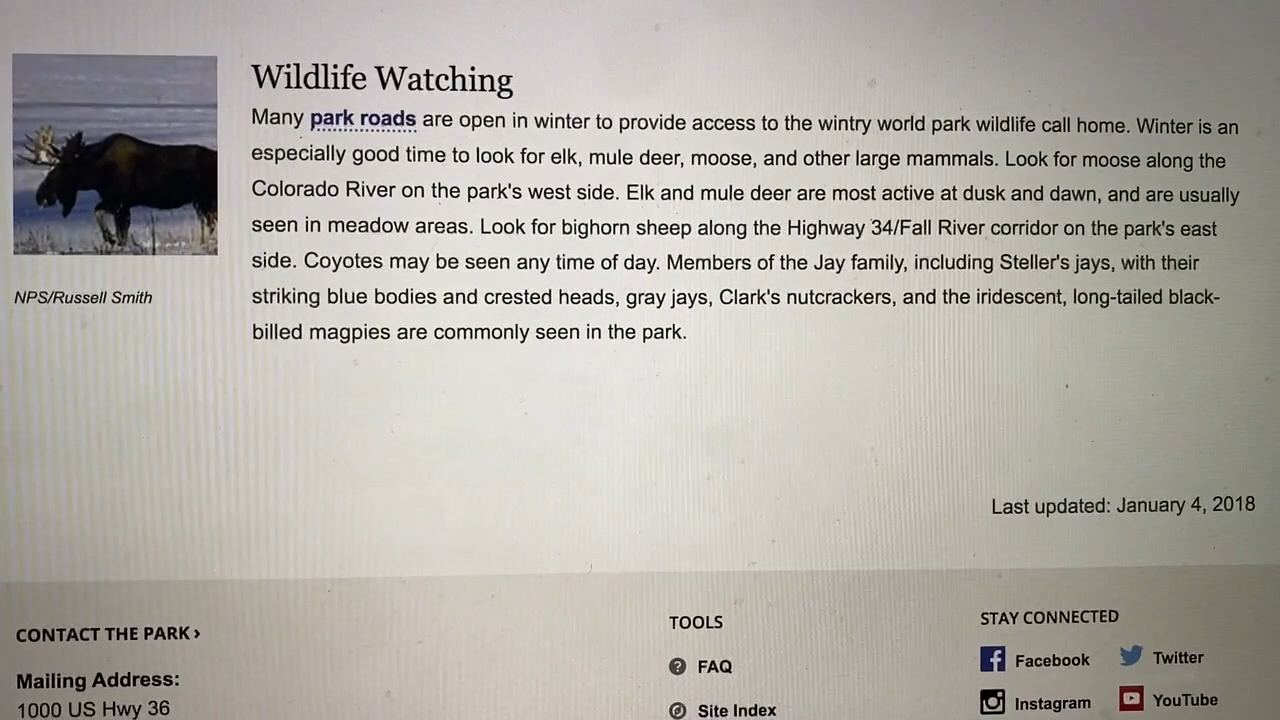 Wildlife Watching
Many park roads are open in winter to provide access to the wintry world park wildlife call home. Winter is an
especially good time to look for elk, mule deer, moose, and other large mammals. Look for moose along the
Colorado River on the park's west side. Elk and mule deer are most active at dusk and dawn, and are usually
seen in meadow areas. Look for bighorn sheep along the Highway 34/Fall River corridor on the park's east
side. Coyotes may be seen any time of day. Members of the Jay family, including Steller's jays, with their
striking blue bodies and crested heads, gray jays, Clark's nutcrackers, and the iridescent, long-tailed black-
billed magpies are commonly seen in the park.
NPS/Russell Smith
Last updated: January 4, 2018
CONTACT THE PARK ›
Mailing Address:
1000 US Hwy 36
TOOLS
FAQ
Site Index
STAY CONNECTED
Facebook
Twitter
Instagram
YouTube